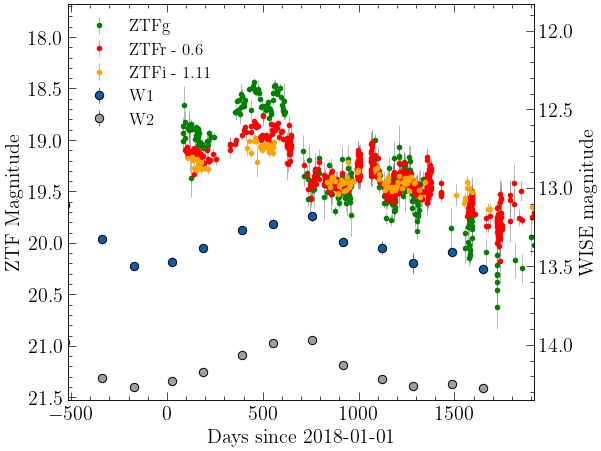 ZTFg
ZTFr - 0.6
ZTFi - 1.11
W1
W2
18.0
18.5
19.0
19.5
20.0
20.5
21.0
21.5
ZTF Magnitude
12.0
12.5
13.0
13.5
14.0
WISE magnitude
−500
0
500
1000
1500
Days since 2018-01-01